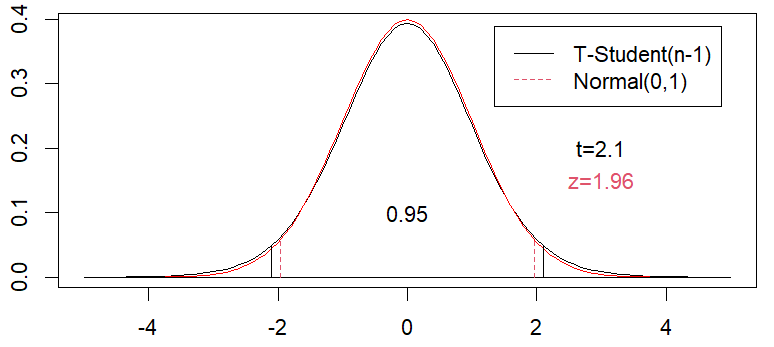 0.4
0.3
0.2
0.1
0.0
T-Student(n-1)
Normal(0,1)
t=2.1
z=1.96
0.95
-4 -2 0 2 4